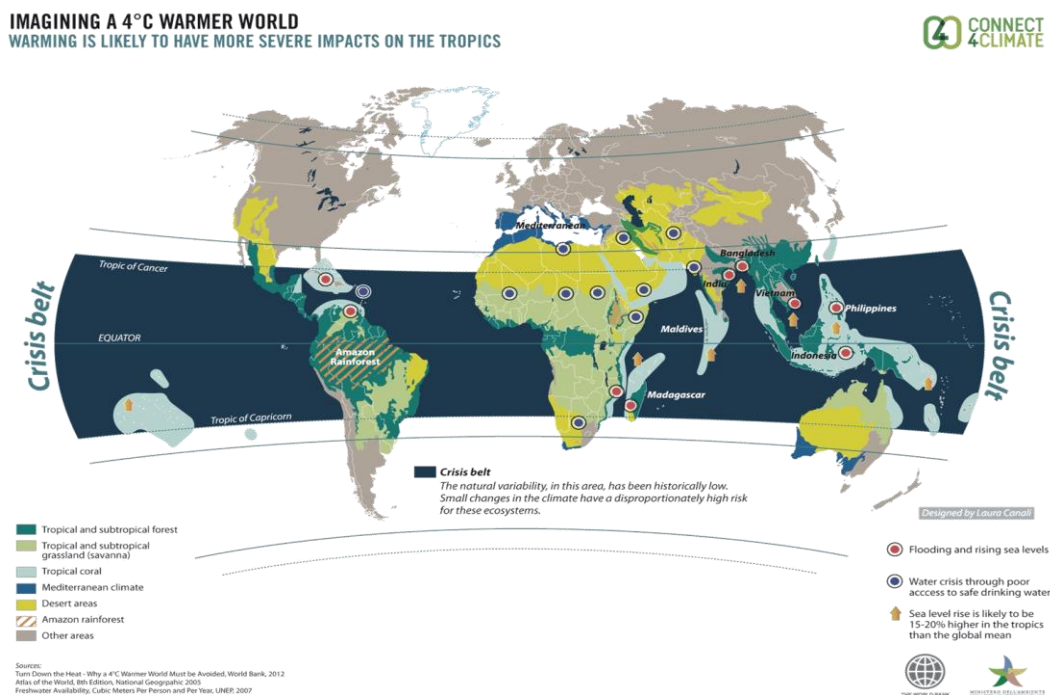 IMAGINING A 4°C WARMER WORLD
WARMING IS LIKELY TO HAVE MORE SEVERE IMPACTS ON THE TROPICS
CONNECT
4CLIMATE
Mediterranean
Bangladesh
Tropic of Cancer
India
Vietnam
Crisis belt
Crisis belt
Philippines
EQUATOR
Maldives
Amazon
Rainforest
Indonesia
Madagascar
Tropic of Capricorn
Crisis belt
The natural variability, in this area, has been historically low.
Small changes in the climate have a disproportionately high risk
for these ecosystems.
Designed by Laura Canali
Tropical and subtropical forest
Tropical and subtropical
grassland (savanna)
Tropical coral
Mediterranean climate
Desert areas
Amazon rainforest
Other areas
Flooding and rising sea levels
Water crisis through poor
acccess to safe drinking water
Sea level rise is likely to be
15-20% higher in the tropics
than the global mean
Sources:
Turn Down the Heat - Why a 4°C Warmer World Must be Avoided, World Bank, 2012
Atlas of the World, 8th Edition, National Geogrpahic 2005
Freshwater Availability, Cubic Meters Per Person and Per Year, UNEP, 2007